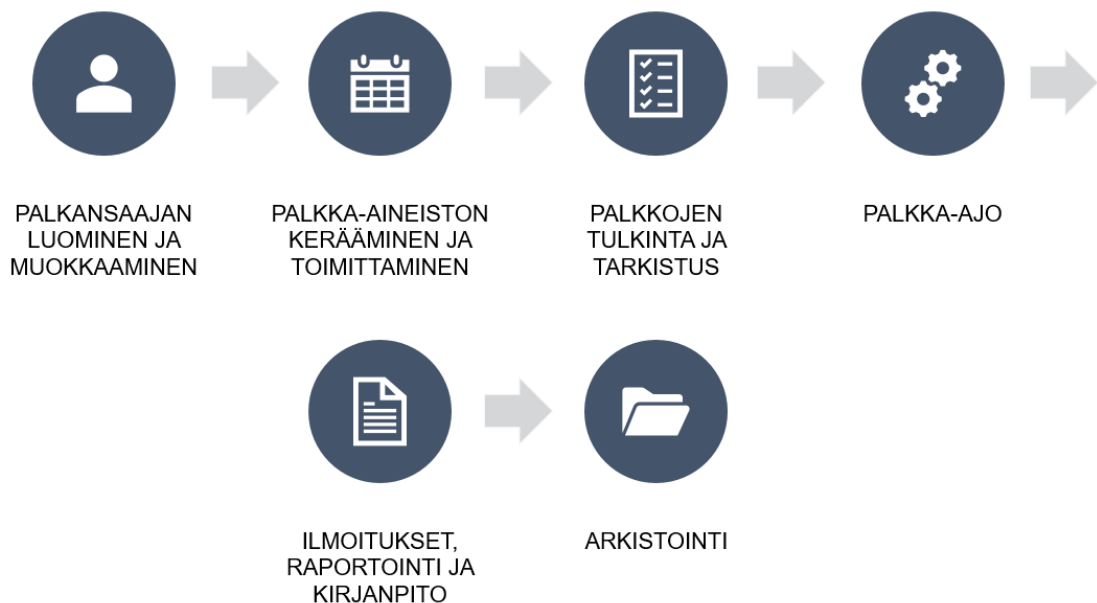 PALKANSAAJAN
LUOMINEN JA
MUOKKAAMINEN
PALKKA-AINEISTON
KERÄÄMINEN JA
TOIMITTAMINEN
PALKKOJEN
TULKINTA JA
TARKISTUS
PALKKA-AJO
ILMOITUKSET,
RAPORTOINTI JA
KIRJANPITO
ARKISTOINTI